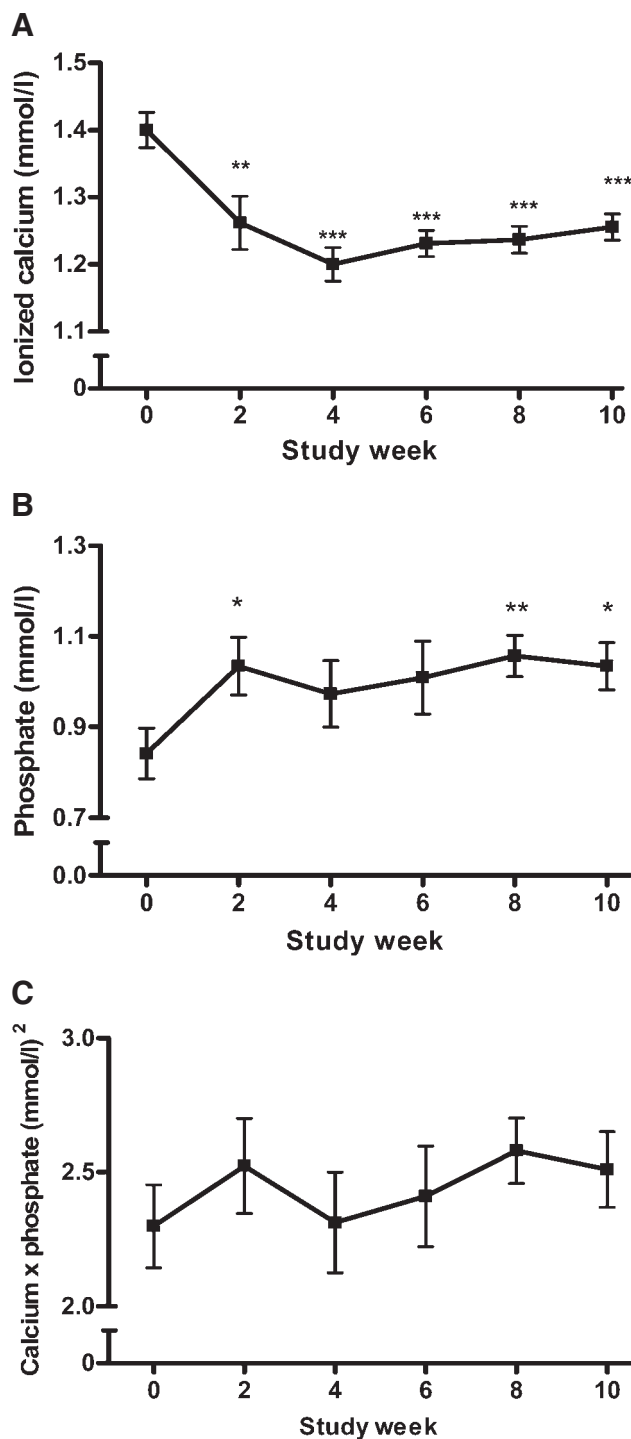 A
Ionized calcium (mmol/l)
1.5
1.4
1.3
1.2
1.1
0
**
***
***
***
***
0 2 4 6 8 10
Study week
B
Phosphate (mmol/l)
1.3
1.1
0.9
0.7
0.0
*
**
*
0 2 4 6 8 10
Study week
C
Calcium x phosphate (mmol/l) 2
3.0
2.5
2.0
0
0 2 4 6 8 10
Study week